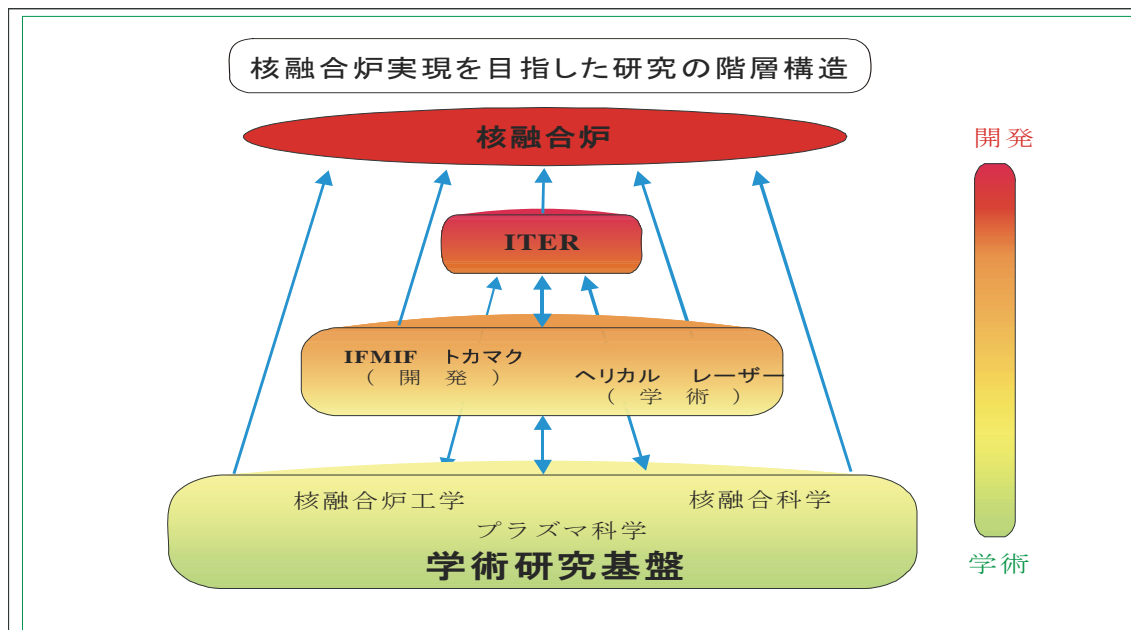 核融合炉実現を目指した研究の階層構造
核融合炉
開発
ITER
IFMIF トカマク
（ 開 発 ）
ヘリカル レーザー
（ 学 術 ）
核融合炉工学
核融合科学
プラズマ科学
学術研究基盤
学術